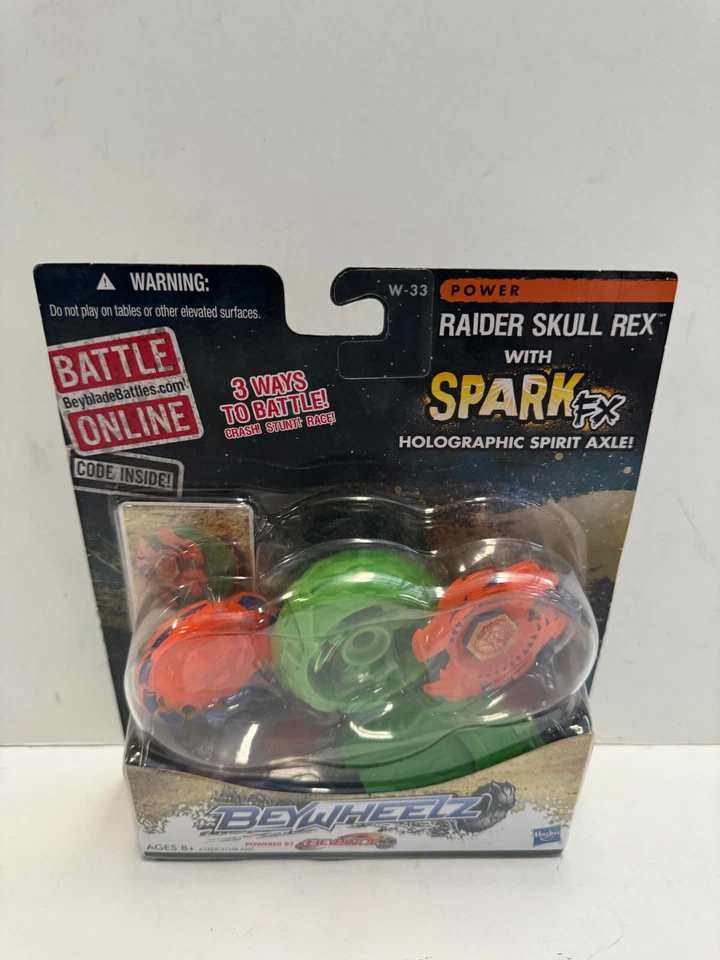 WARNING:
Do not play on tables or other elevated surfaces.
BATTLE
BeybladeBattles.com
ONLINE
CODE INSIDE!
3 WAYS
TO BATTLE!
CRASH! STUNT! RACE!
W-33
POWER
RAIDER SKULL REX™
WITH
SPARK FX
HOLOGRAPHIC SPIRIT AXLE!
BEYWHEELZ
POWERED BY BEYBLADE
Hasbro
AGES 8+